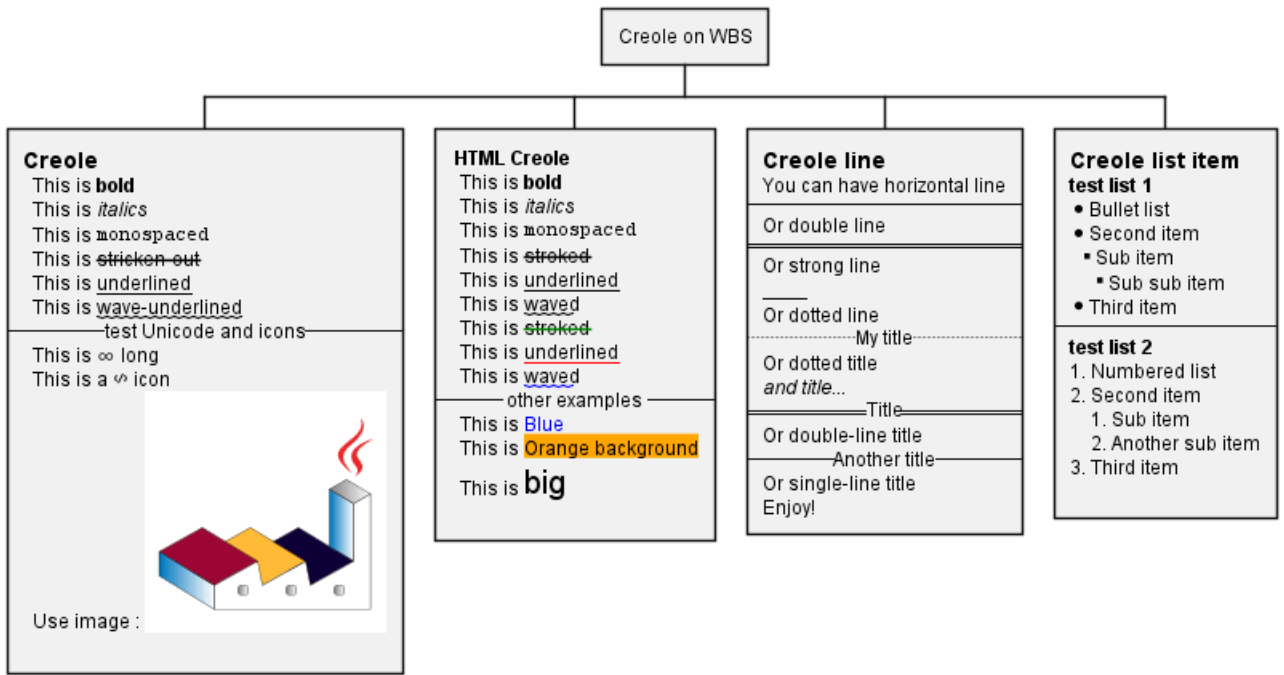 Creole on WBS
Creole
This is bold
This is italics
This is monospaced
This is stricken-out
This is underlined
This is wave-underlined
test Unicode and icons
This is ∞ long
This is a icon
Use image :
HTML Creole
This is bold
This is italics
This is monospaced
This is stroked
This is underlined
This is waved
This is stroked
This is underlined
This is waved
other examples
This is Blue
This is Orange background
This is big
Creole line
You can have horizontal line
Or double line
Or strong line
Or dotted line
My title
Or dotted title
and title...
Title
Or double-line title
Another title
Or single-line title
Enjoy!
Creole list item
test list 1
• Bullet list
• Second item
▪ Sub item
▪ Sub sub item
• Third item
test list 2
1. Numbered list
2. Second item
1. Sub item
2. Another sub item
3. Third item